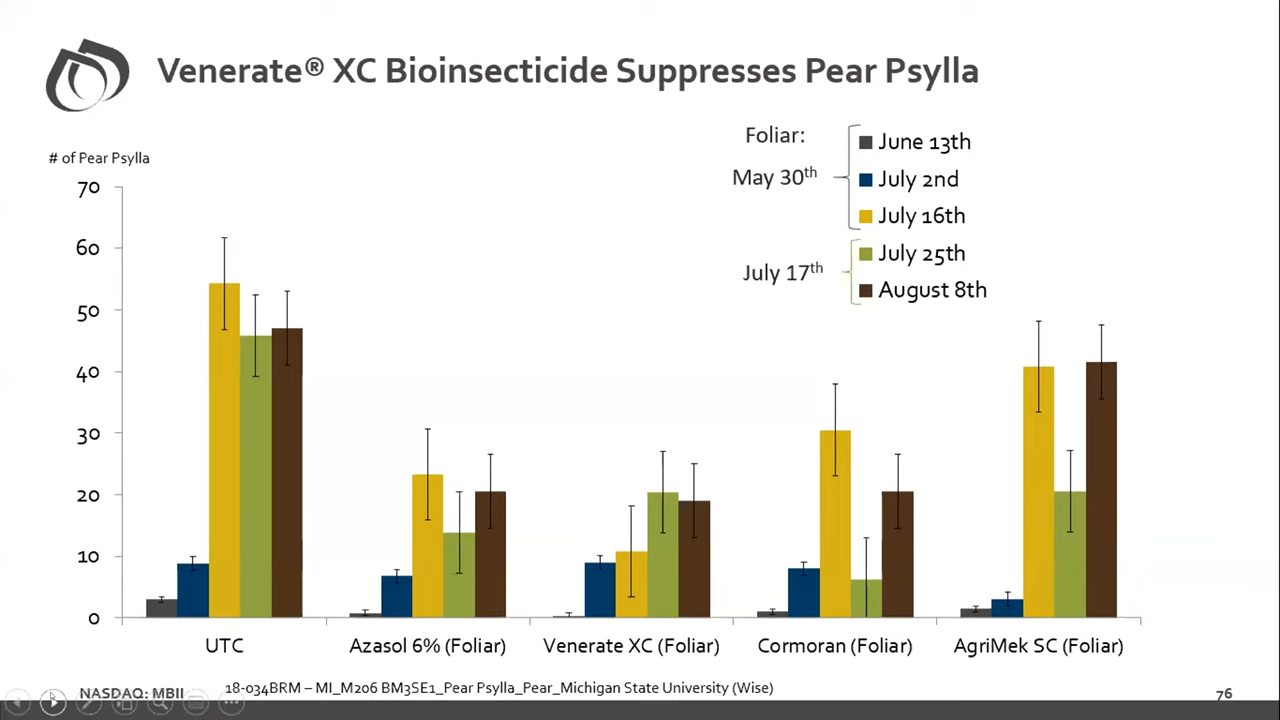 Venerate® XC Bioinsecticide Suppresses Pear Psylla
# of Pear Psylla
Foliar:
May 30th
July 17th
June 13th
July 2nd
July 16th
July 25th
August 8th
70
60
50
40
30
20
10
0
UTC
Azasol 6% (Foliar)
Venerate XC (Foliar)
Cormoran (Foliar)
AgriMek SC (Foliar)
NASDAQ: MBII
18-034BRM – MI_M206 BM3SE1_Pear Psylla_Pear_Michigan State University (Wise)
76